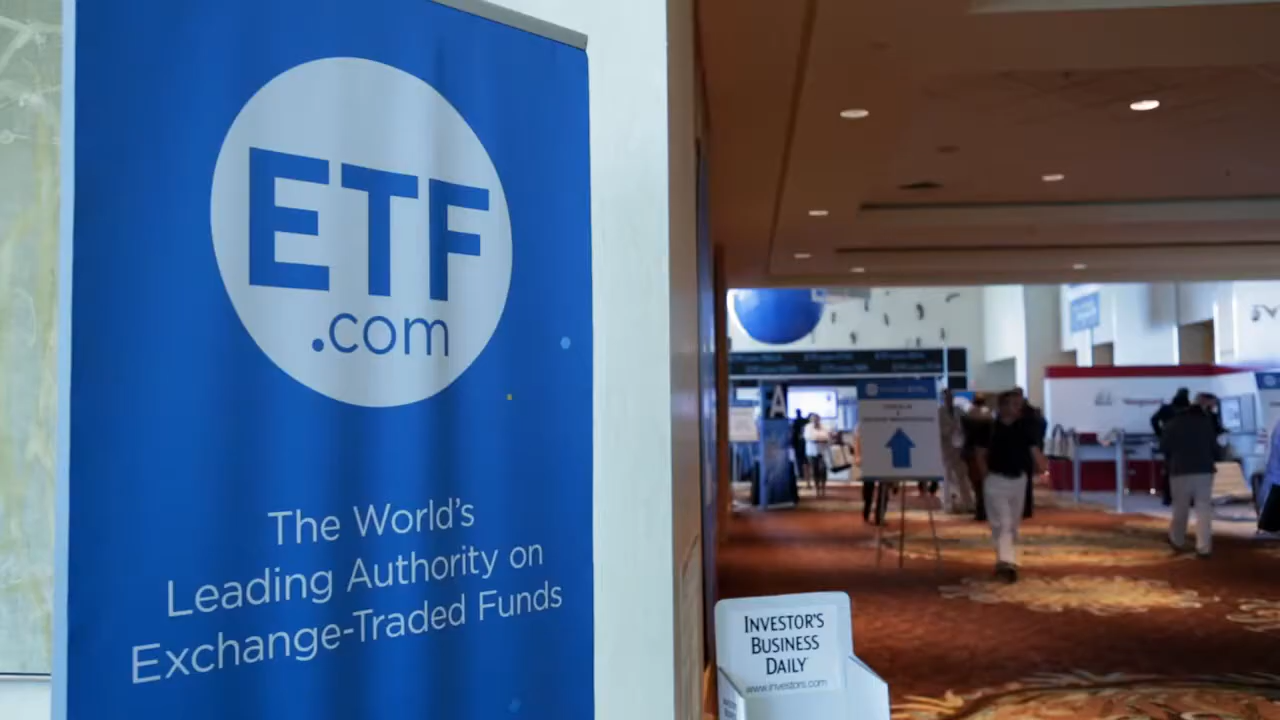 ETF
.com
The World's
Leading Authority on
Exchange-Traded Funds
INVESTOR'S
BUSINESS
DAILY
www.investors.com
A